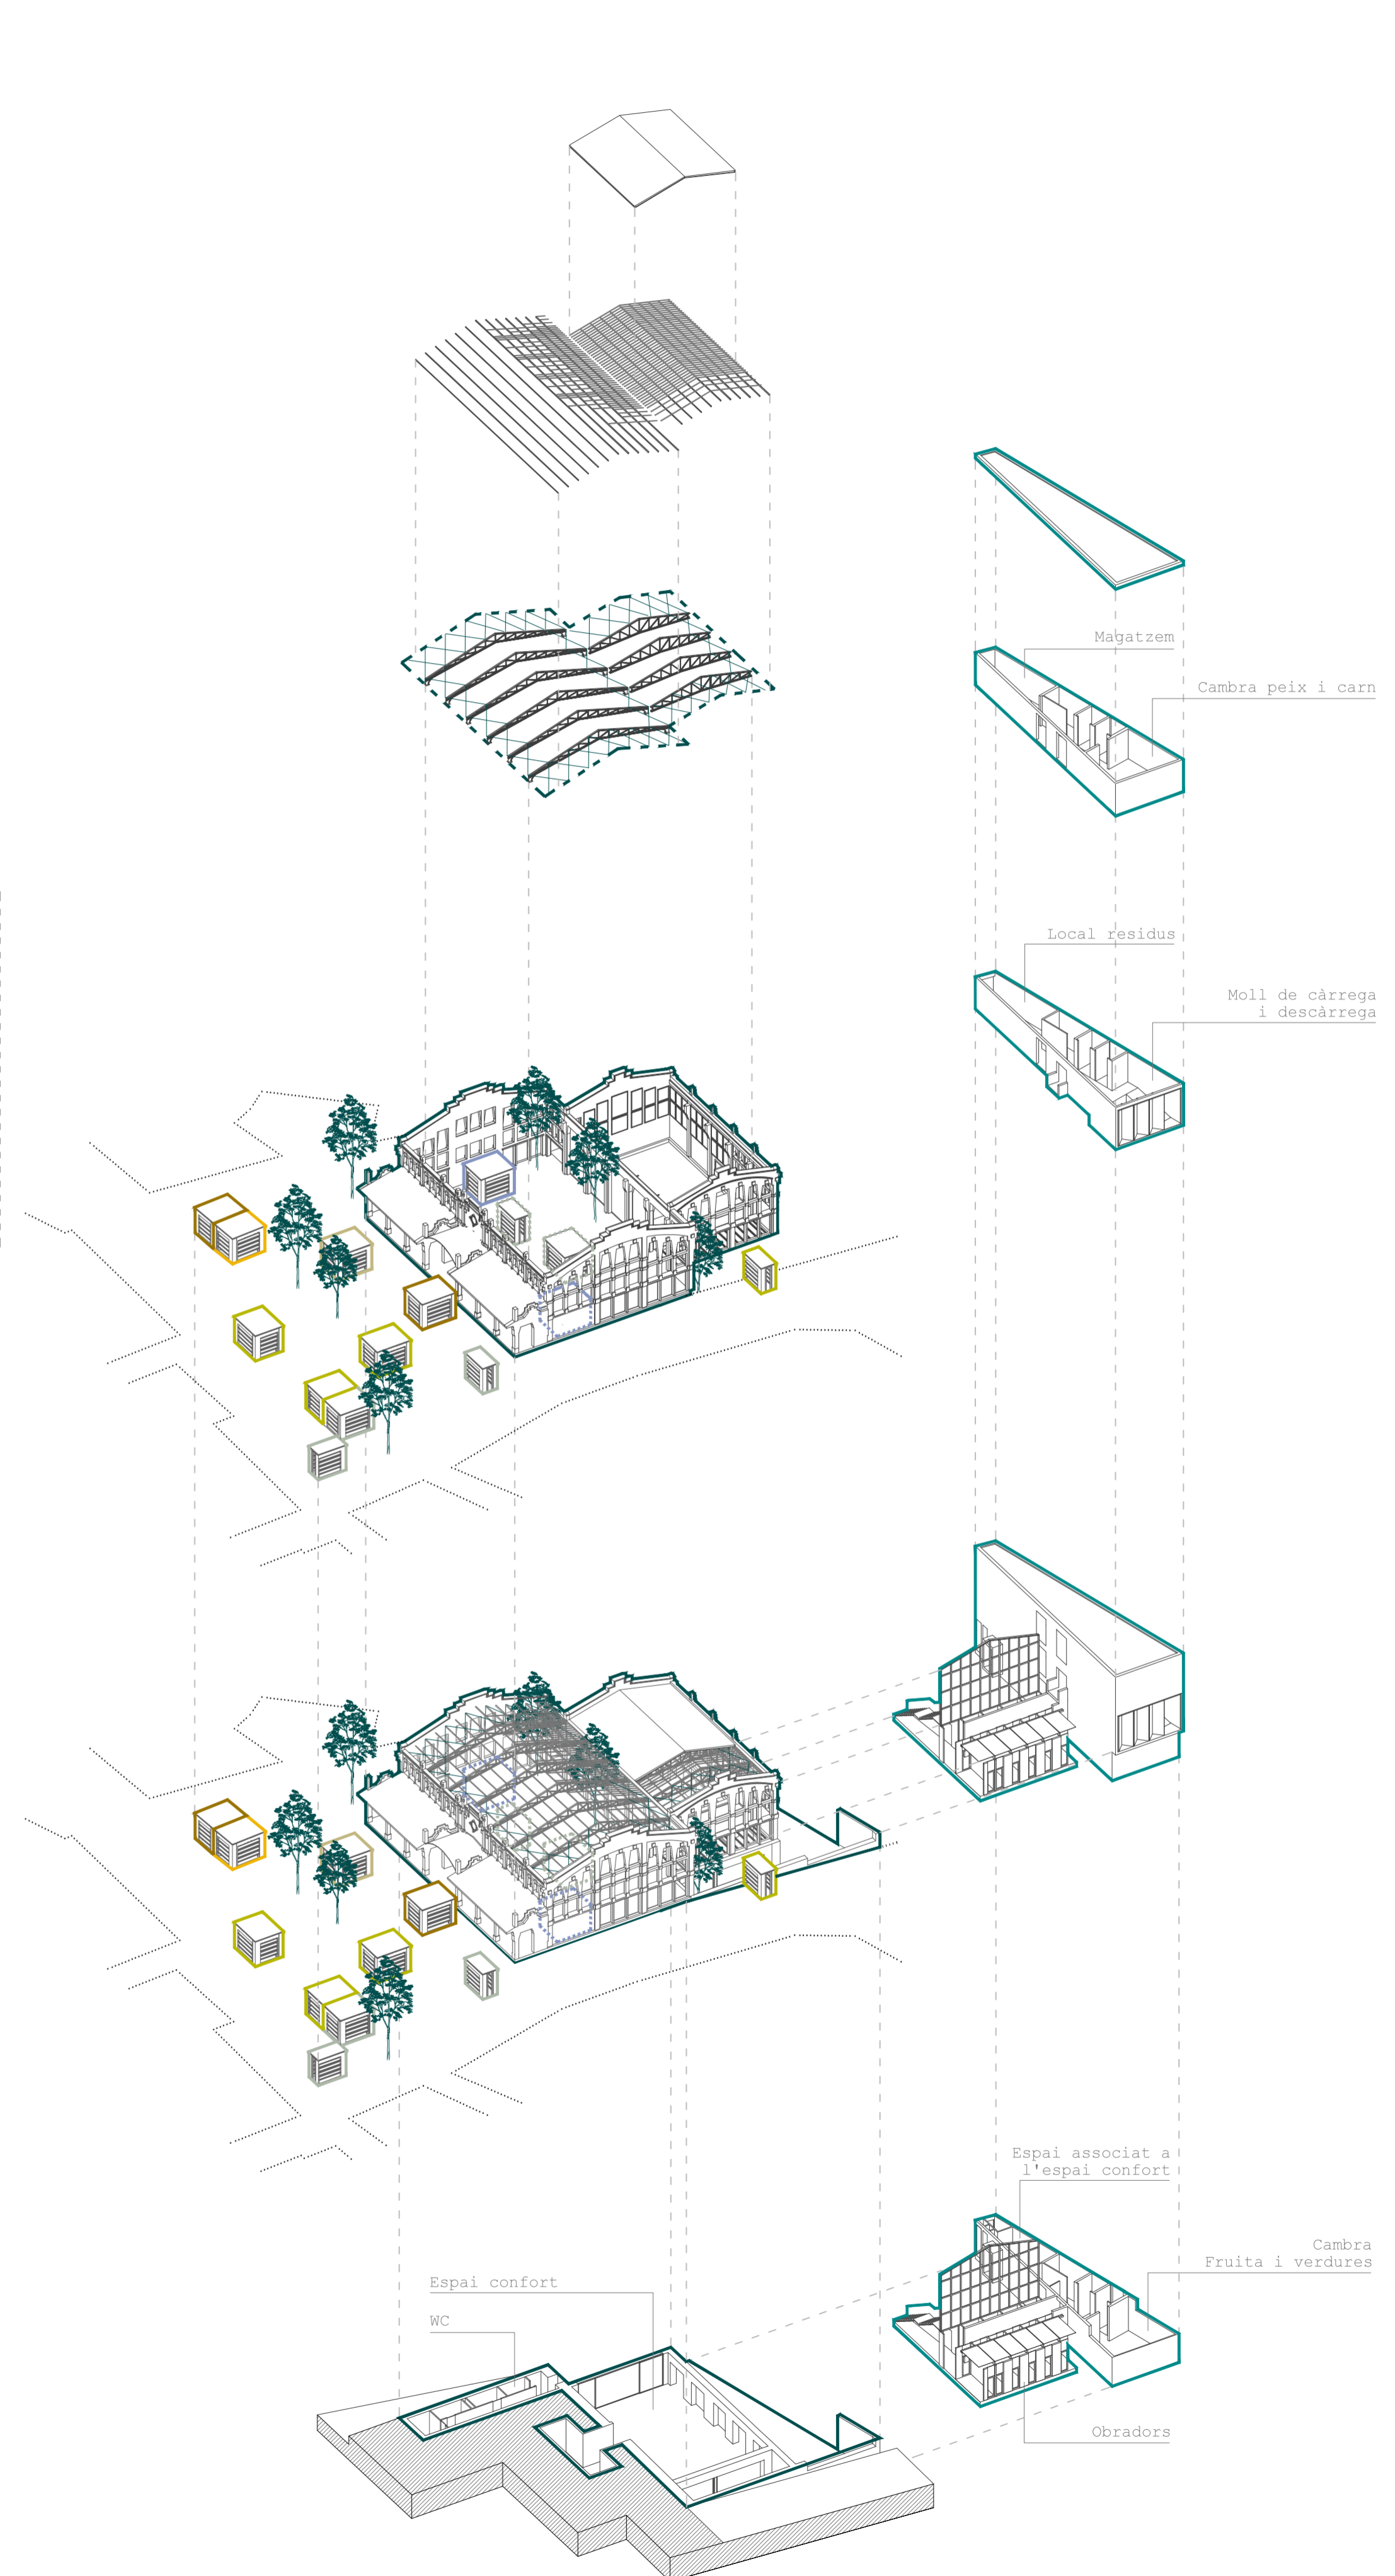 Magatzem
Cambra peix i carn
Local residus
Moll de càrrega
i descàrrega
Espai associat a
l'espai confort
Cambra
Fruita i verdures
Espai confort
WC
Obradors